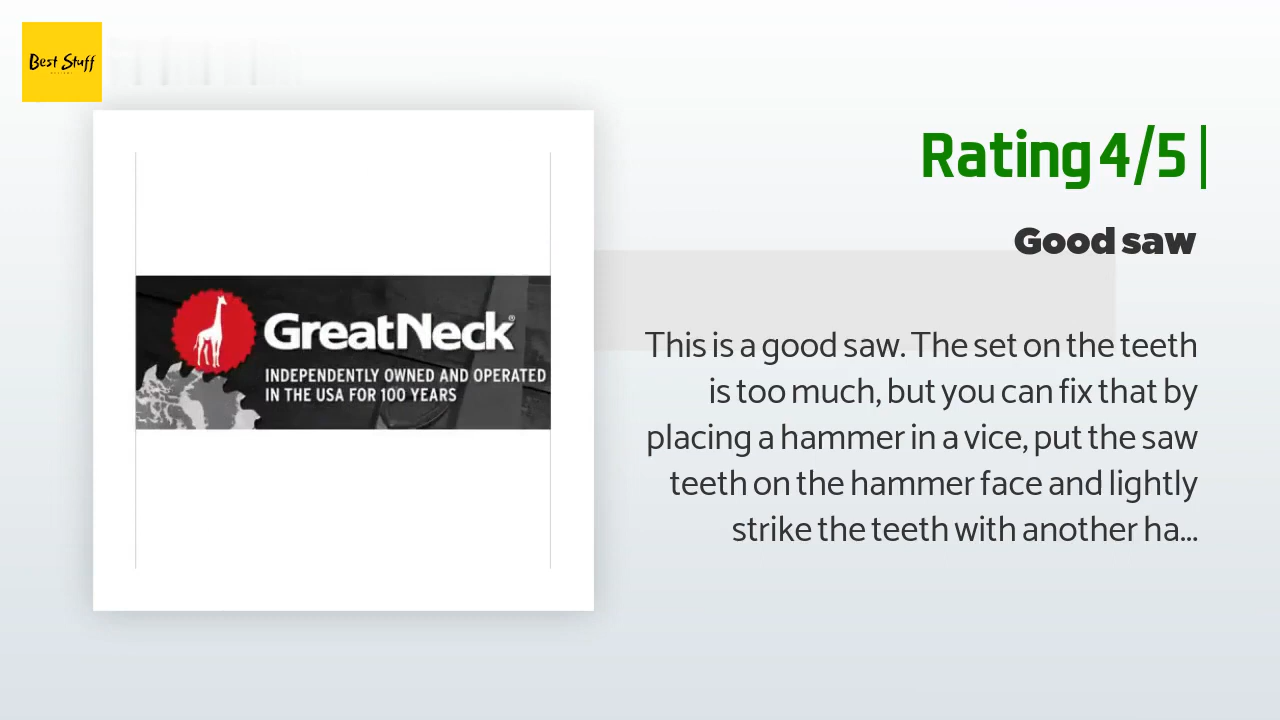 Best Stuff
Rating 4/5 |
Good saw
GreatNeck®
INDEPENDENTLY OWNED AND OPERATED
IN THE USA FOR 100 YEARS
This is a good saw. The set on the teeth
is too much, but you can fix that by
placing a hammer in a vice, put the saw
teeth on the hammer face and lightly
strike the teeth with another ha...